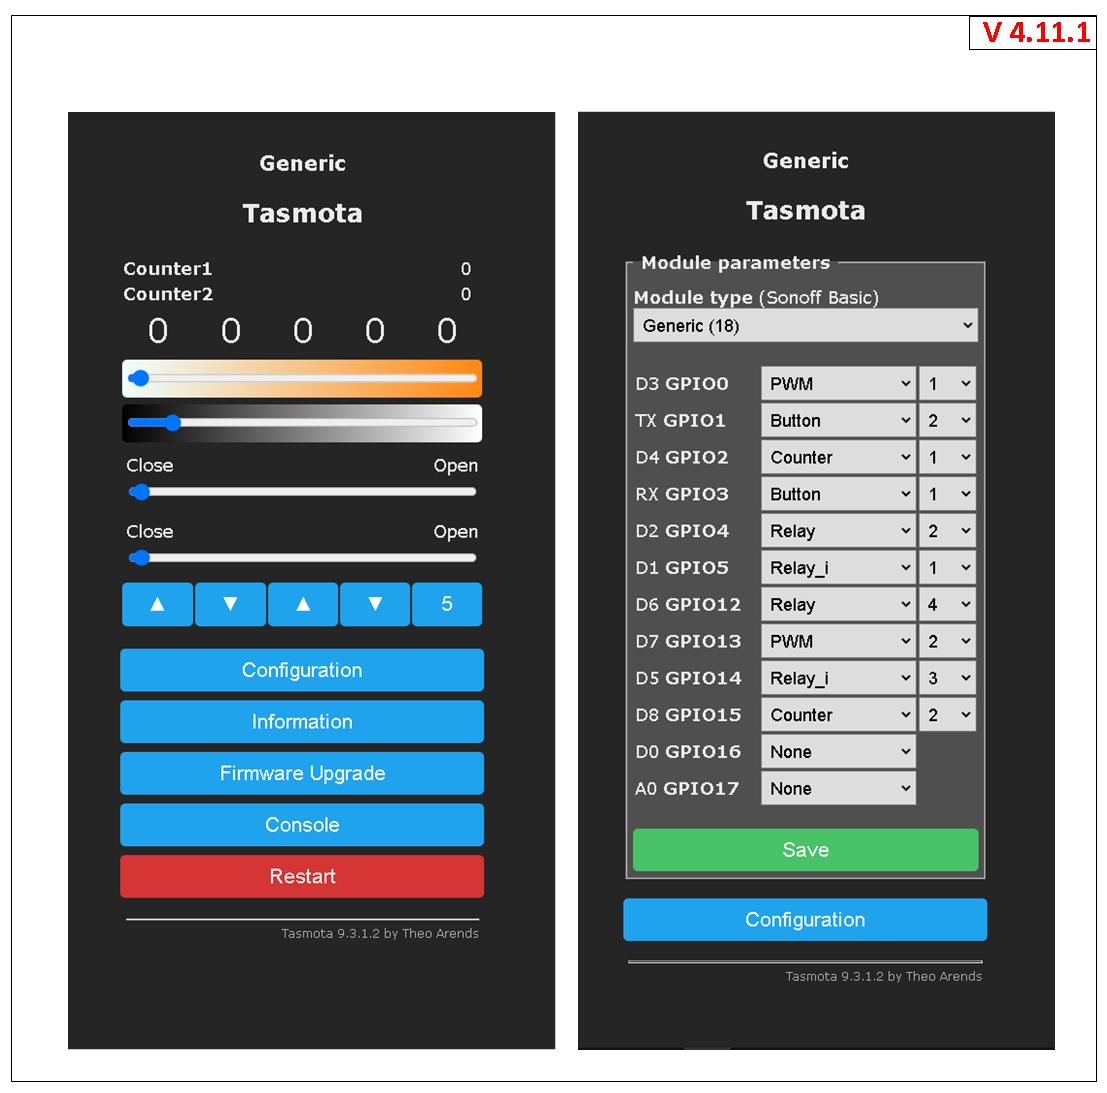 V 4.11.1
Generic
Tasmota
Counter1 0
Counter2 0
0 0 0 0 0
Close Open
Close Open
▲ ▼ ▲ ▼ 5
Configuration
Information
Firmware Upgrade
Console
Restart
Tasmota 9.3.1.2 by Theo Arends
Generic
Tasmota
Module parameters
Module type (Sonoff Basic)
Generic (18)
D3 GPIO0 PWM 1
TX GPIO1 Button 2
D4 GPIO2 Counter 1
RX GPIO3 Button 1
D2 GPIO4 Relay 2
D1 GPIO5 Relay_i 1
D6 GPIO12 Relay 4
D7 GPIO13 PWM 2
D5 GPIO14 Relay_i 3
D8 GPIO15 Counter 2
D0 GPIO16 None
A0 GPIO17 None
Save
Configuration
Tasmota 9.3.1.2 by Theo Arends